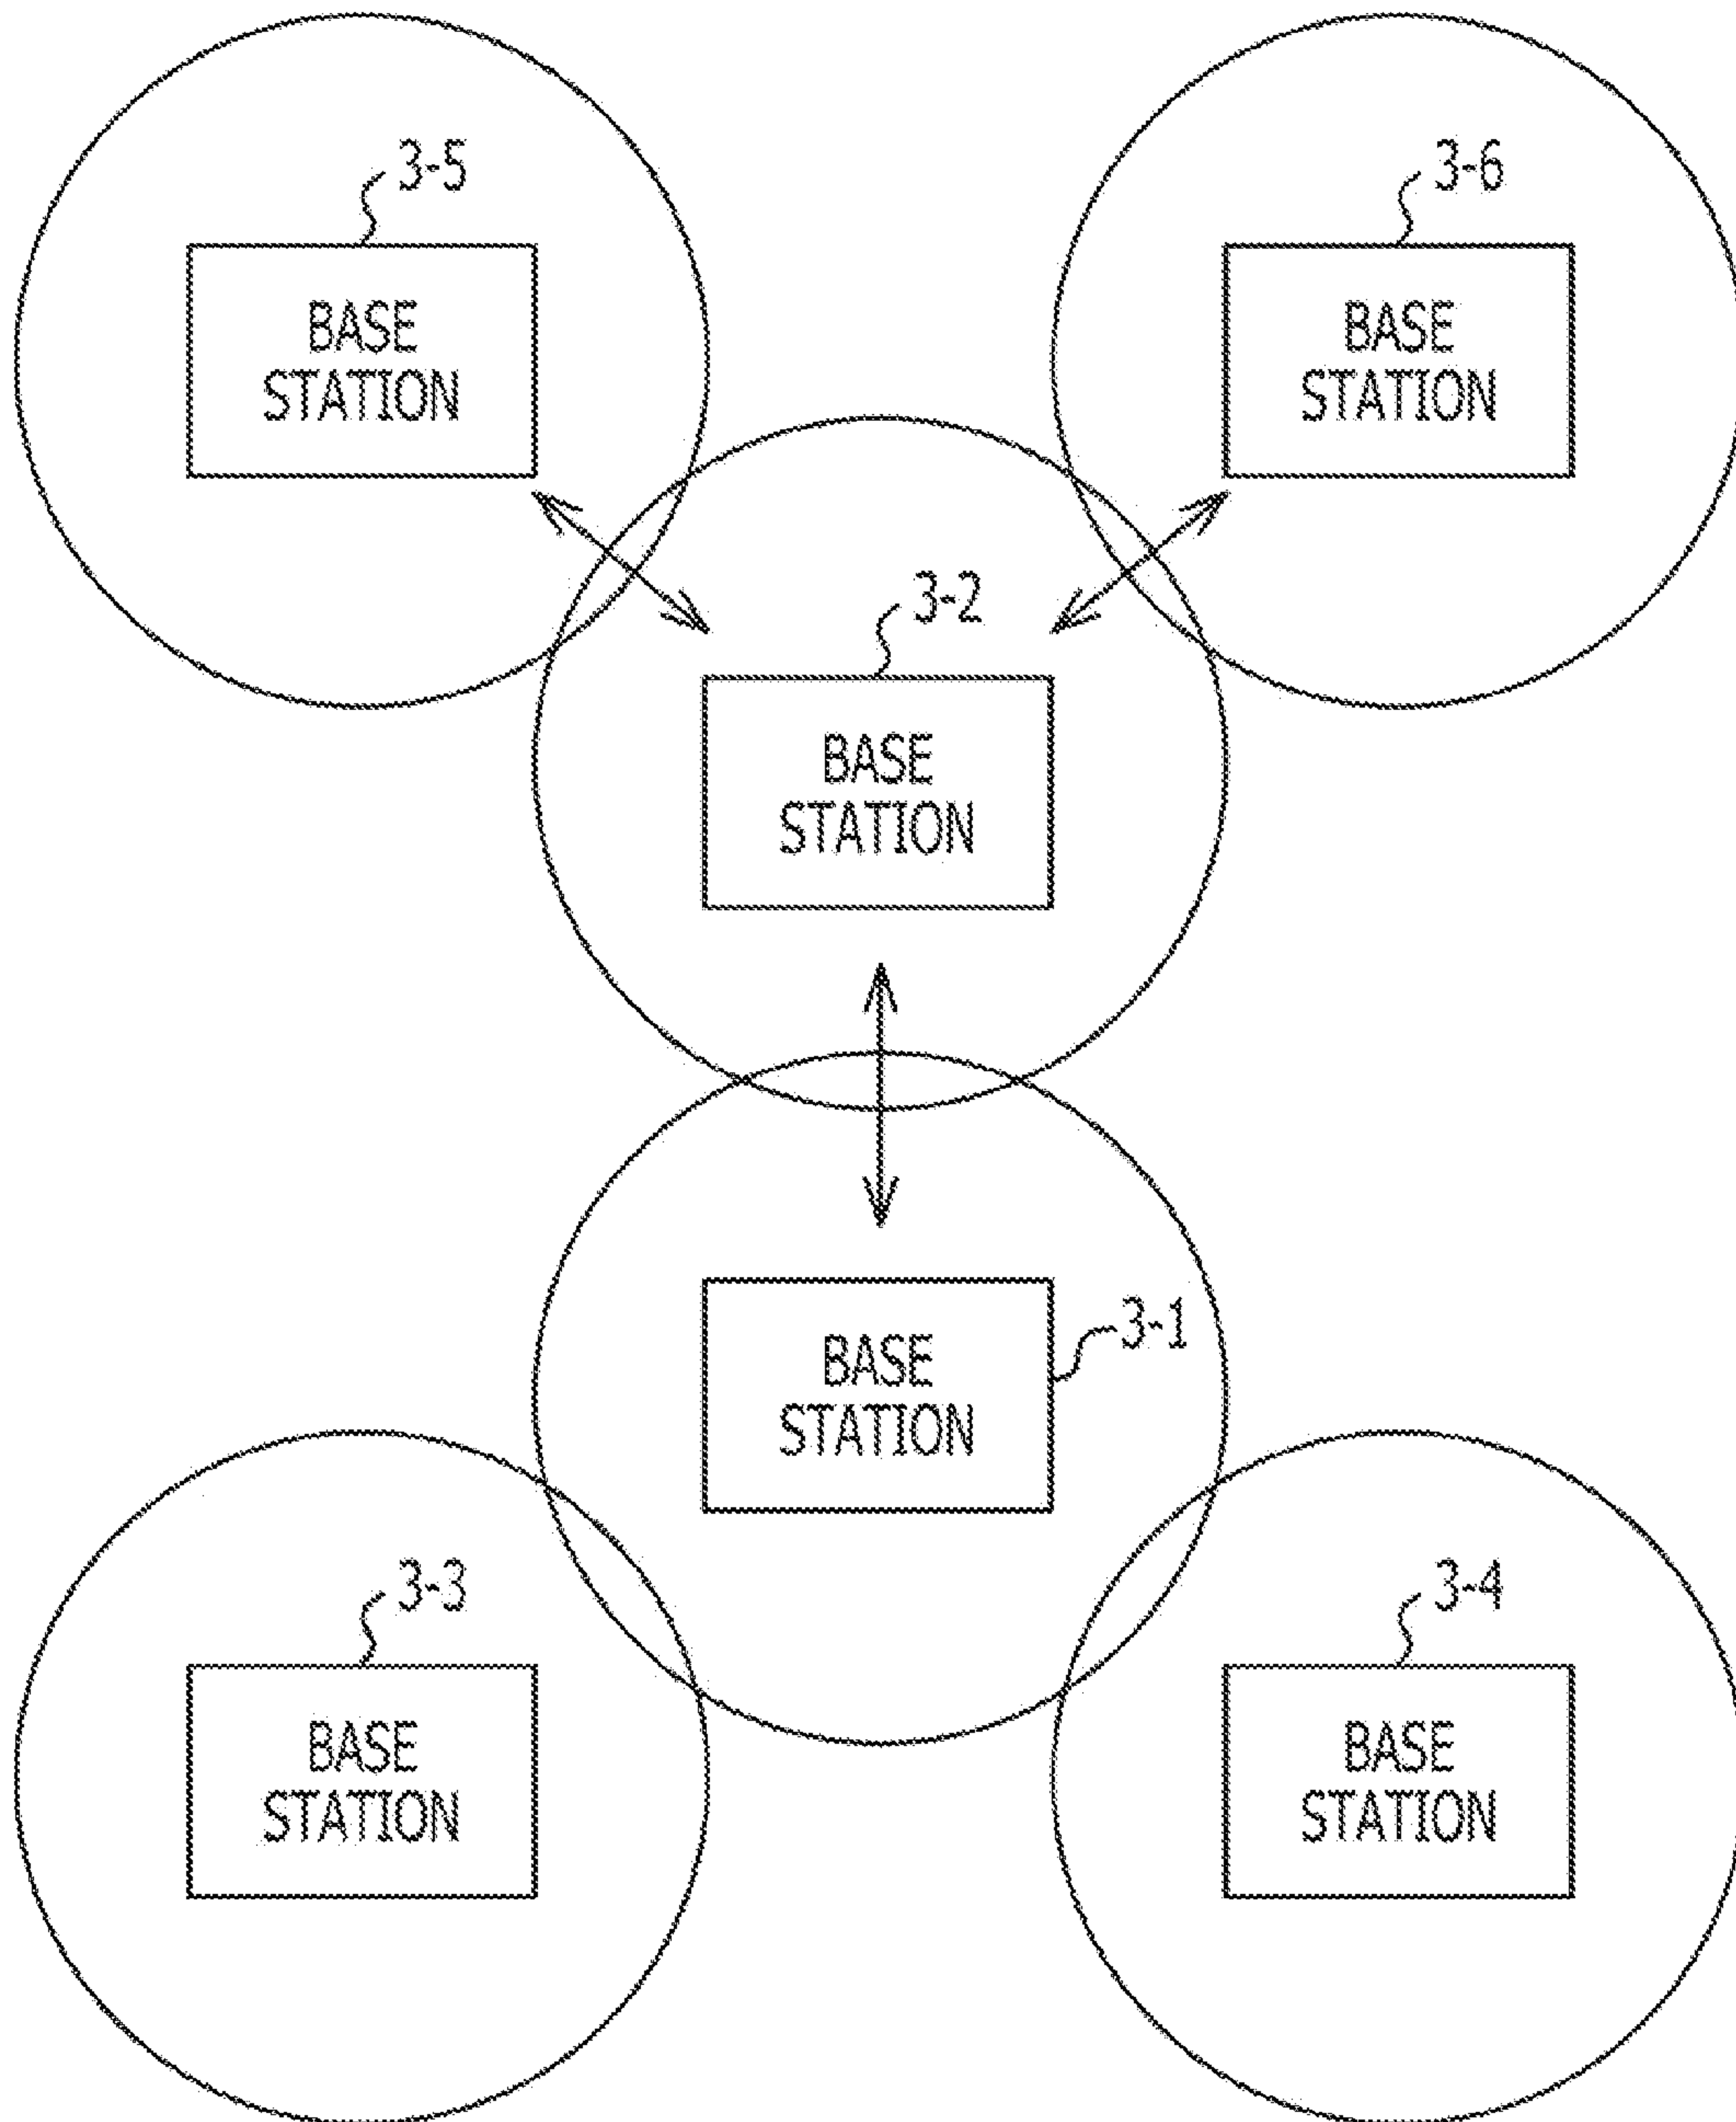 3-5
BASE
STATION
3-6
BASE
STATION
3-2
BASE
STATION
3-1
BASE
STATION
3-3
BASE
STATION
3-4
BASE
STATION